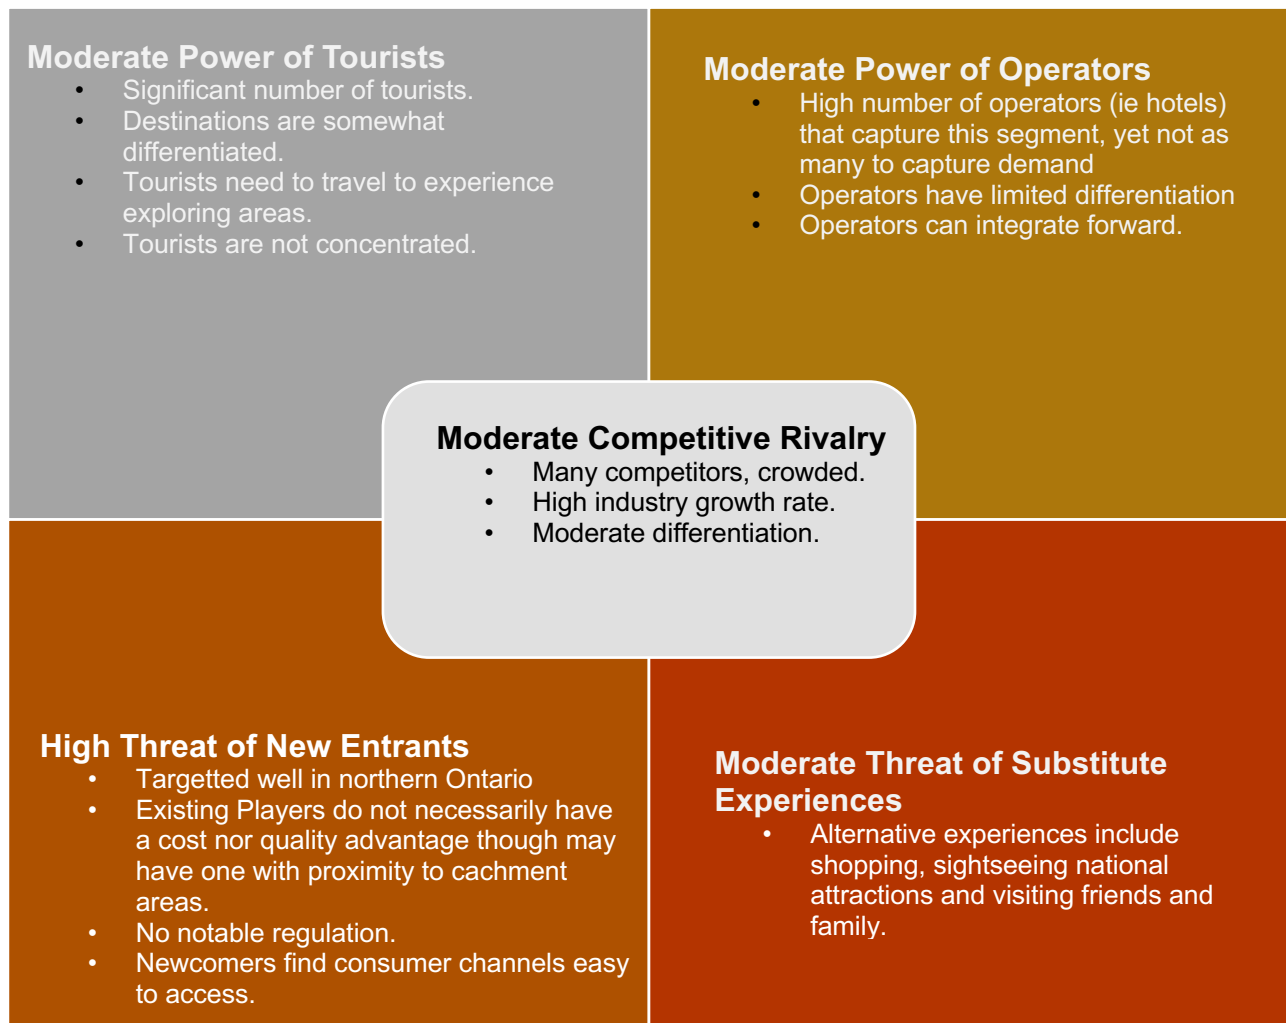 Moderate Power of Tourists
• Significant number of tourists.
• Destinations are somewhat
differentiated.
• Tourists need to travel to experience
exploring areas.
• Tourists are not concentrated.
Moderate Power of Operators
• High number of operators (ie hotels)
that capture this segment, yet not as
many to capture demand
• Operators have limited differentiation
• Operators can integrate forward.
Moderate Competitive Rivalry
• Many competitors, crowded.
• High industry growth rate.
• Moderate differentiation.
High Threat of New Entrants
• Targetted well in northern Ontario
• Existing Players do not necessarily have
a cost nor quality advantage though may
have one with proximity to cachment
areas.
• No notable regulation.
• Newcomers find consumer channels easy
to access.
Moderate Threat of Substitute
Experiences
• Alternative experiences include
shopping, sightseeing national
attractions and visiting friends and
family.